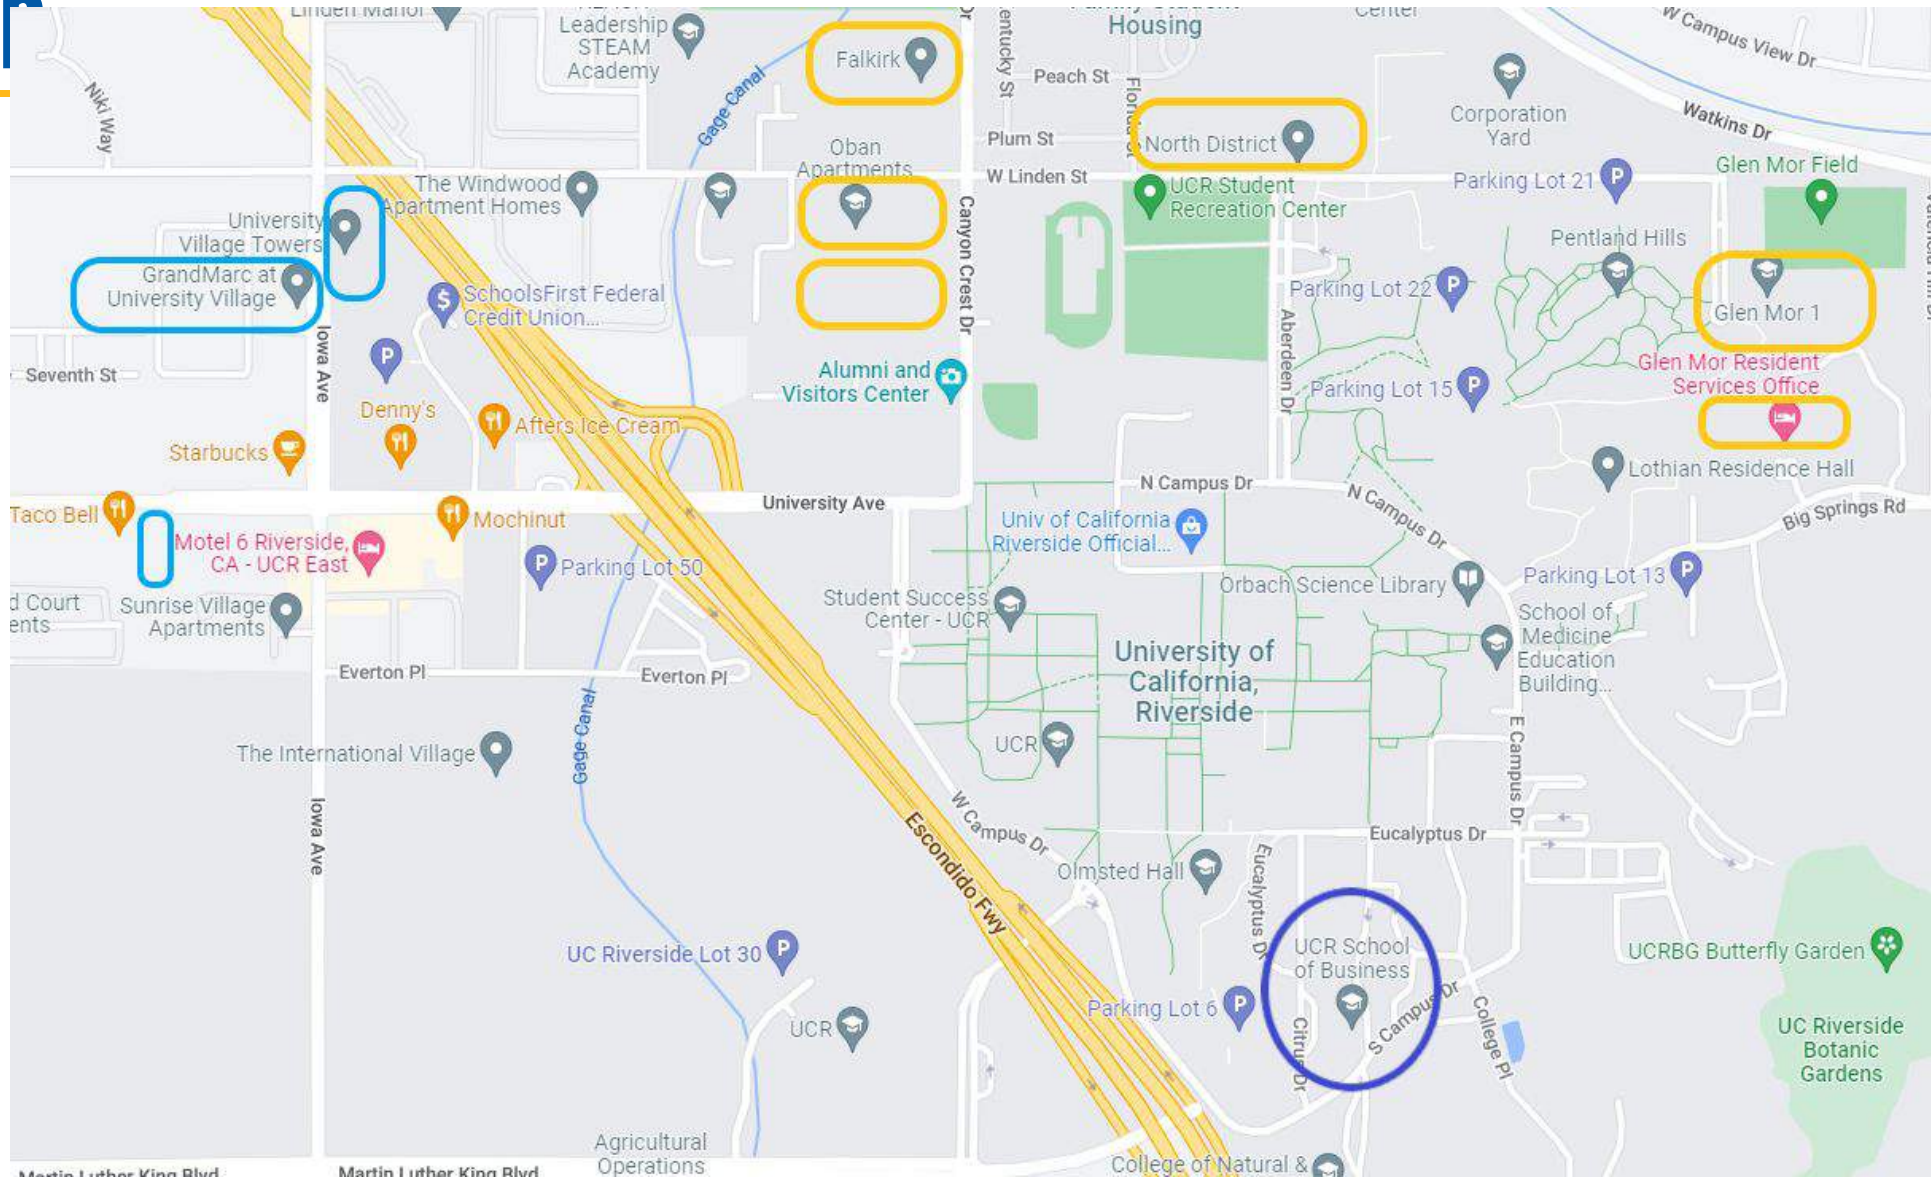 Linden Manor
Leadership
STEAM
Academy
Falkirk
Dr
Kentucky St
Family Student
Housing
Center
W Campus View Dr
Niki Way
Gage Canal
Peach St
Florida St
Corporation
Yard
Watkins Dr
Plum St
North District
Oban
Apartments
W Linden St
Glen Mor Field
Parking Lot 21
The Windwood
Apartment Homes
UCR Student
Recreation Center
University
Village Towers
Canyon Crest Dr
Pentland Hills
GrandMarc at
University Village
SchoolsFirst Federal
Credit Union...
Parking Lot 22
Glen Mor 1
Iowa Ave
Aberdeen Dr
Seventh St
Alumni and
Visitors Center
Glen Mor Resident
Services Office
Parking Lot 15
Denny's
Afters Ice Cream
Starbucks
Lothian Residence Hall
N Campus Dr
N Campus Dr
University Ave
Big Springs Rd
Taco Bell
Mochinut
Univ of California
Riverside Official...
Motel 6 Riverside,
CA - UCR East
Parking Lot 50
Orbach Science Library
Parking Lot 13
d Court
ents
Sunrise Village
Apartments
Student Success
Center - UCR
School of
Medicine
Education
Building...
University of
California,
Riverside
Everton Pl
Everton Pl
Gage Canal
The International Village
UCR
E Campus Dr
Iowa Ave
W Campus Dr
Escondido Fwy
Eucalyptus Dr
Olmsted Hall
Eucalyptus Dr
UC Riverside Lot 30
UCR School
of Business
UCRBG Butterfly Garden
Parking Lot 6
S Campus Dr
College Pl
Citrus Dr
UCR
UC Riverside
Botanic
Gardens
Agricultural
Operations
Martin Luther King Blvd
Martin Luther King Blvd
College of Natural &